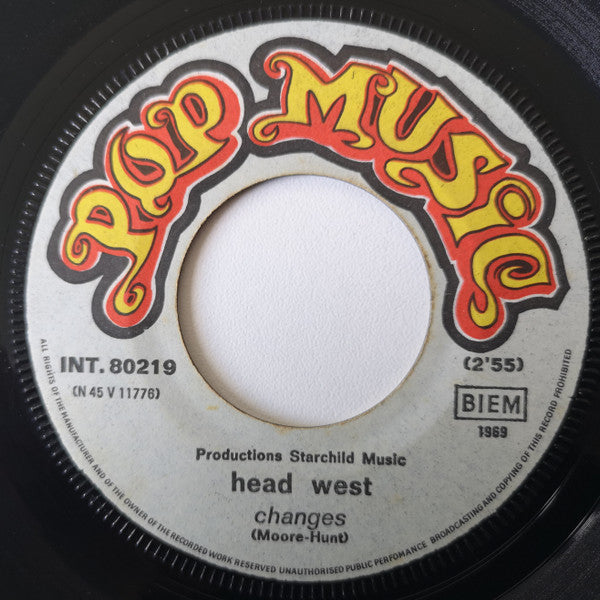 POP MUSiC
INT. 80219
(N 45 V 11776)
(2'55)
BIEM
1969
Productions Starchild Music
head west
changes
(Moore-Hunt)
ALL RIGHTS OF THE MANUFACTURER AND OF THE OWNER OF THE RECORDED WORK RESERVED UNAUTHORISED PUBLIC PERFOMANCE BROADCASTING AND COPYING OF THIS RECORD PROHIBITED